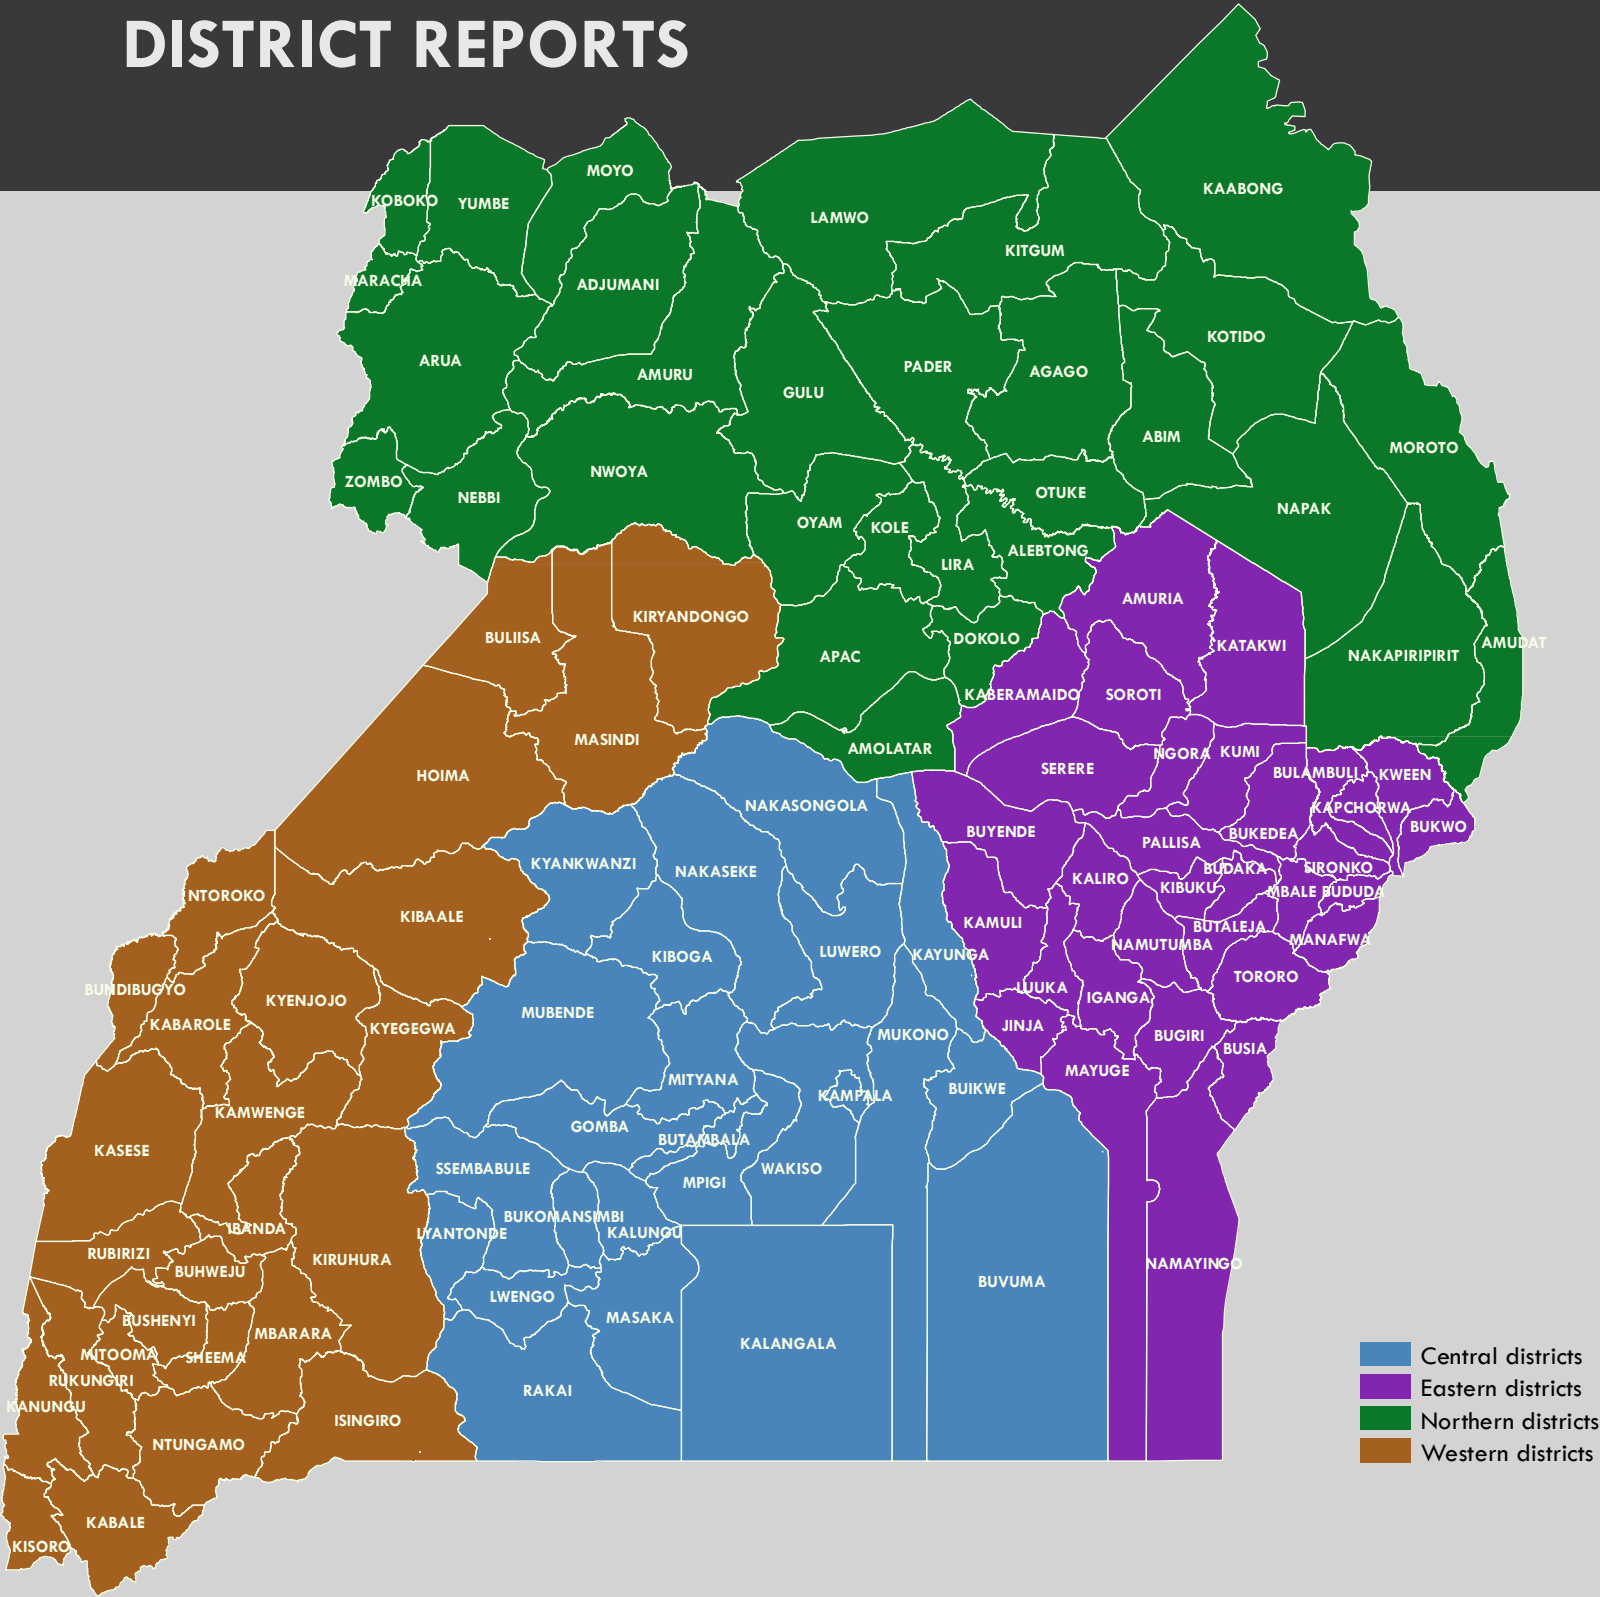 DISTRICT REPORTS
MOYO
KAABONG
KOBOKO
YUMBE
LAMWO
KITGUM
MARACHA
ADJUMANI
KOTIDO
ARUA
PADER
AGAGO
AMURU
GULU
ABIM
MOROTO
NWOYA
ZOMBO
NEBBI
OTUKE
NAPAK
OYAM
KOLE
ALEBTONG
LIRA
AMURIA
KIRYANDONGO
BULIISA
DOKOLO
KATAKWI
AMUDAT
APAC
NAKAPIRIPIRIT
KABERAMAIDO
SOROTI
MASINDI
AMOLATAR
NGORA
KUMI
HOIMA
SERERE
BULAMBULI
KWEEN
NAKASONGOLA
KAPCHORWA
BUYENDE
BUKEDEA
BUKWO
PALLISA
KYANKWANZI
NAKASEKE
KALIRO
BUDAKA
SIRONKO
NTOROKO
KIBUKU
MBALE
BUDUDA
KIBAALE
KAMULI
BUTALEJA
MANAFWA
NAMUTUMBA
KIBOGA
LUWERO
KAYUNGA
TORORO
BUNDIBUGYO
LUUKA
IGANGA
KYENJOJO
MUBENDE
KABAROLE
KYEGEGWA
JINJA
MUKONO
BUGIRI
BUSIA
MAYUGE
MITYANA
BUIKWE
KAMPALA
KAMWENGE
GOMBA
BUTAMBALA
KASESE
SSEMBABULE
WAKISO
MPIGI
BUKOMANSIMBI
IBANDA
LYANTONDE
KALUNGU
RUBIRIZI
KIRUHURA
NAMAYINGO
BUHWEJU
BUVUMA
LWENGO
BUSHENYI
MASAKA
MBARARA
KALANGALA
MITOOMA
SHEEMA
RUKUNGIRI
RAKAI
KANUNGU
ISINGIRO
NTUNGAMO
KABALE
KISORO
Central districts
Eastern districts
Northern districts
Western districts